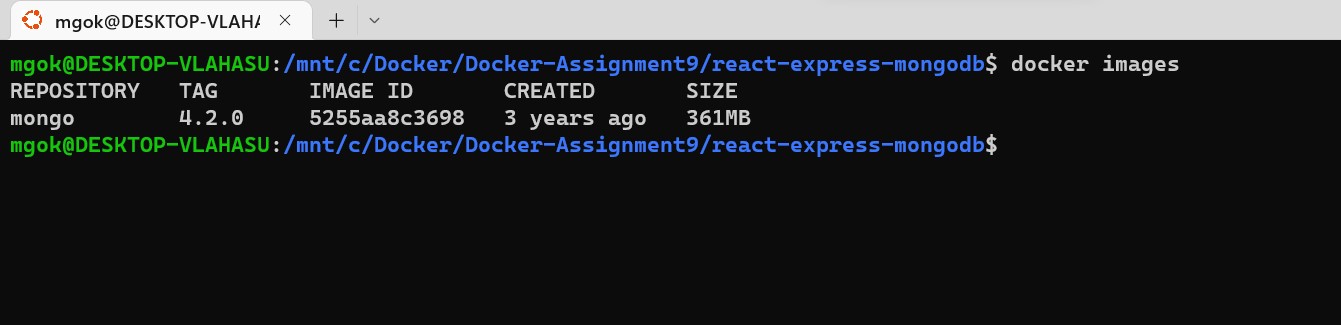 mgok@DESKTOP-VLAHA
mgok@DESKTOP-VLAHASU:/mnt/c/Docker/Docker-Assignment9/react-express-mongodb$ docker images
REPOSITORY   TAG       IMAGE ID       CREATED       SIZE
mongo        4.2.0     5255aa8c3698   3 years ago   361MB
mgok@DESKTOP-VLAHASU:/mnt/c/Docker/Docker-Assignment9/react-express-mongodb$